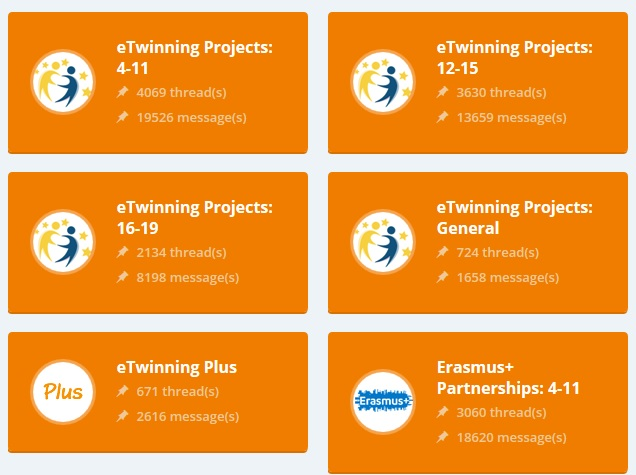 eTwinning Projects:
4-11
4069 thread(s)
19526 message(s)
eTwinning Projects:
12-15
3630 thread(s)
13659 message(s)
eTwinning Projects:
16-19
2134 thread(s)
8198 message(s)
eTwinning Projects:
General
724 thread(s)
1658 message(s)
Plus
eTwinning Plus
671 thread(s)
2616 message(s)
Erasmus+
Erasmus+
Partnerships: 4-11
3060 thread(s)
18620 message(s)